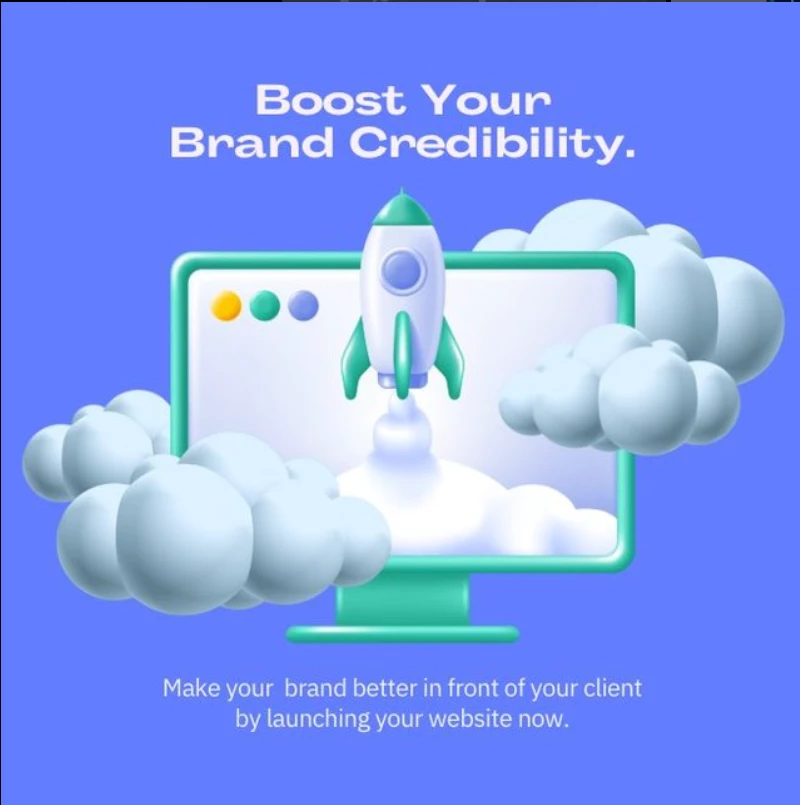 Boost Your
Brand Credibility.
Make your  brand better in front of your client
by launching your website now.